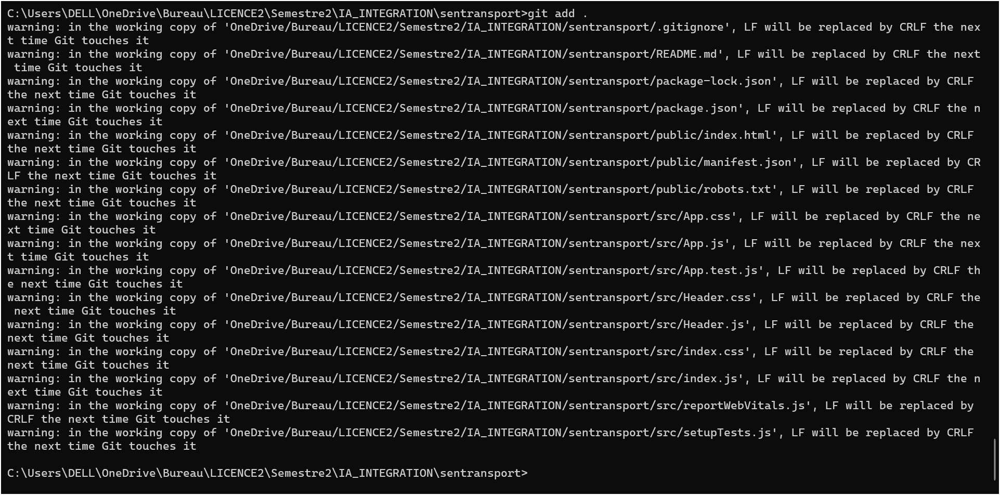 C:\Users\DELL\OneDrive\Bureau\LICENCE2\Semestre2\IA_INTEGRATION\sentransport>git add .
warning: in the working copy of 'OneDrive/Bureau/LICENCE2/Semestre2/IA_INTEGRATION/sentransport/.gitignore', LF will be replaced by CRLF the nex
t time Git touches it
warning: in the working copy of 'OneDrive/Bureau/LICENCE2/Semestre2/IA_INTEGRATION/sentransport/README.md', LF will be replaced by CRLF the next
 time Git touches it
warning: in the working copy of 'OneDrive/Bureau/LICENCE2/Semestre2/IA_INTEGRATION/sentransport/package-lock.json', LF will be replaced by CRLF
the next time Git touches it
warning: in the working copy of 'OneDrive/Bureau/LICENCE2/Semestre2/IA_INTEGRATION/sentransport/package.json', LF will be replaced by CRLF the n
ext time Git touches it
warning: in the working copy of 'OneDrive/Bureau/LICENCE2/Semestre2/IA_INTEGRATION/sentransport/public/index.html', LF will be replaced by CRLF
the next time Git touches it
warning: in the working copy of 'OneDrive/Bureau/LICENCE2/Semestre2/IA_INTEGRATION/sentransport/public/manifest.json', LF will be replaced by CR
LF the next time Git touches it
warning: in the working copy of 'OneDrive/Bureau/LICENCE2/Semestre2/IA_INTEGRATION/sentransport/public/robots.txt', LF will be replaced by CRLF
the next time Git touches it
warning: in the working copy of 'OneDrive/Bureau/LICENCE2/Semestre2/IA_INTEGRATION/sentransport/src/App.css', LF will be replaced by CRLF the ne
xt time Git touches it
warning: in the working copy of 'OneDrive/Bureau/LICENCE2/Semestre2/IA_INTEGRATION/sentransport/src/App.js', LF will be replaced by CRLF the nex
t time Git touches it
warning: in the working copy of 'OneDrive/Bureau/LICENCE2/Semestre2/IA_INTEGRATION/sentransport/src/App.test.js', LF will be replaced by CRLF th
e next time Git touches it
warning: in the working copy of 'OneDrive/Bureau/LICENCE2/Semestre2/IA_INTEGRATION/sentransport/src/Header.css', LF will be replaced by CRLF the
 next time Git touches it
warning: in the working copy of 'OneDrive/Bureau/LICENCE2/Semestre2/IA_INTEGRATION/sentransport/src/Header.js', LF will be replaced by CRLF the
next time Git touches it
warning: in the working copy of 'OneDrive/Bureau/LICENCE2/Semestre2/IA_INTEGRATION/sentransport/src/index.css', LF will be replaced by CRLF the
next time Git touches it
warning: in the working copy of 'OneDrive/Bureau/LICENCE2/Semestre2/IA_INTEGRATION/sentransport/src/index.js', LF will be replaced by CRLF the n
ext time Git touches it
warning: in the working copy of 'OneDrive/Bureau/LICENCE2/Semestre2/IA_INTEGRATION/sentransport/src/reportWebVitals.js', LF will be replaced by
CRLF the next time Git touches it
warning: in the working copy of 'OneDrive/Bureau/LICENCE2/Semestre2/IA_INTEGRATION/sentransport/src/setupTests.js', LF will be replaced by CRLF
the next time Git touches it
C:\Users\DELL\OneDrive\Bureau\LICENCE2\Semestre2\IA_INTEGRATION\sentransport>